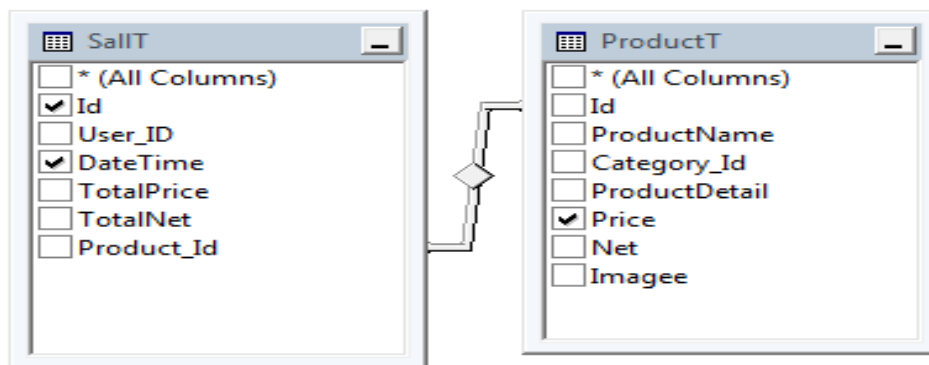 SallT
* (All Columns)
Id
User_ID
DateTime
TotalPrice
TotalNet
Product_Id
ProductT
* (All Columns)
Id
ProductName
Category_Id
ProductDetail
Price
Net
Imagee